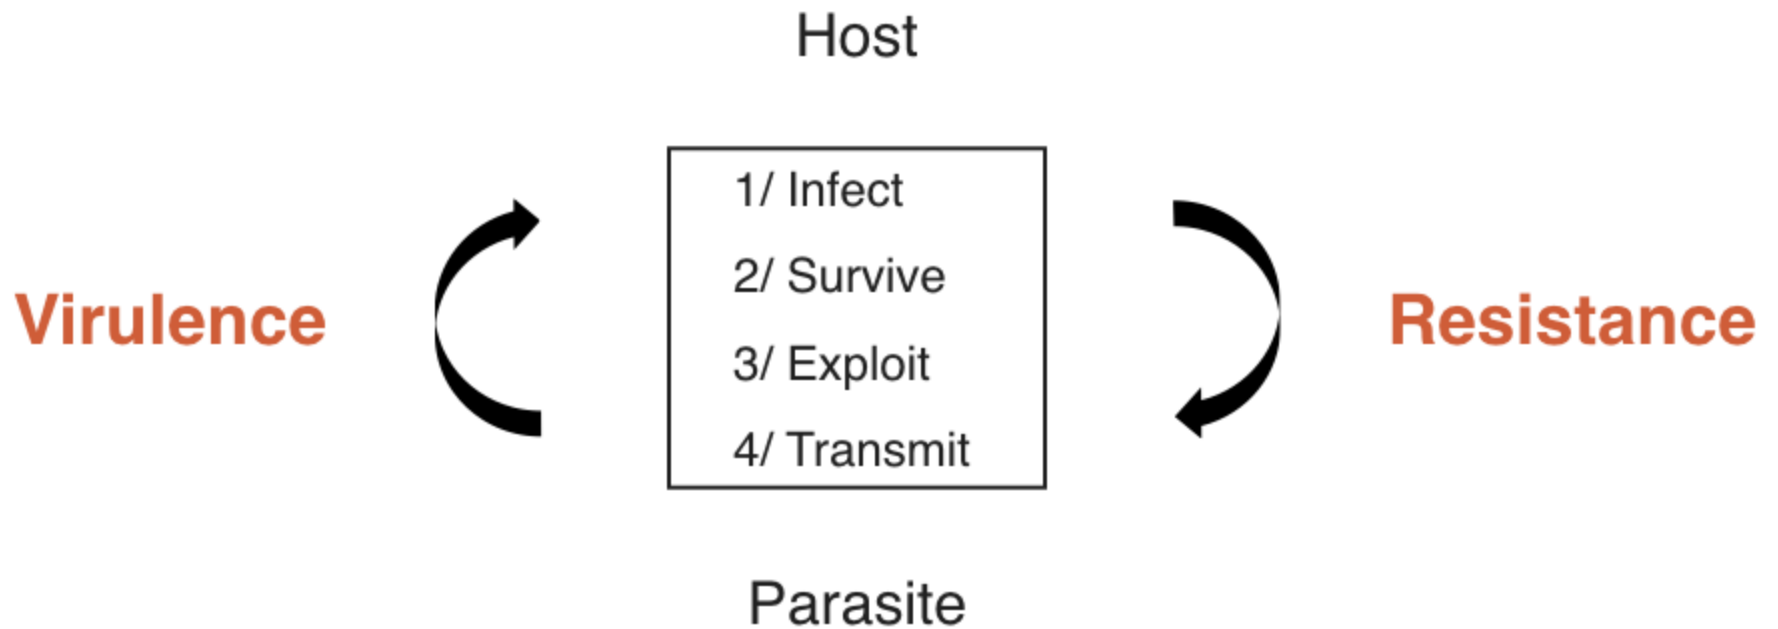 Host
1/ Infect
2/ Survive
3/ Exploit
4/ Transmit
Virulence
Resistance
Parasite